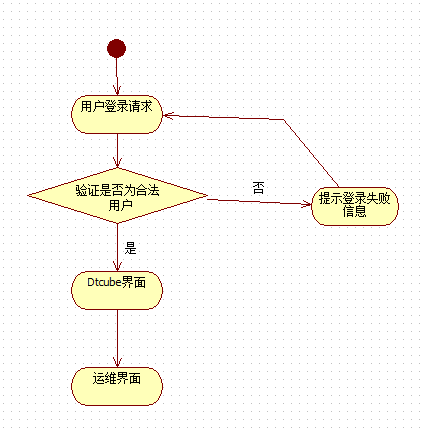 用户登录请求
验证是否为合法
用户
否
提示登录失败
信息
是
Dtcube界面
运维界面